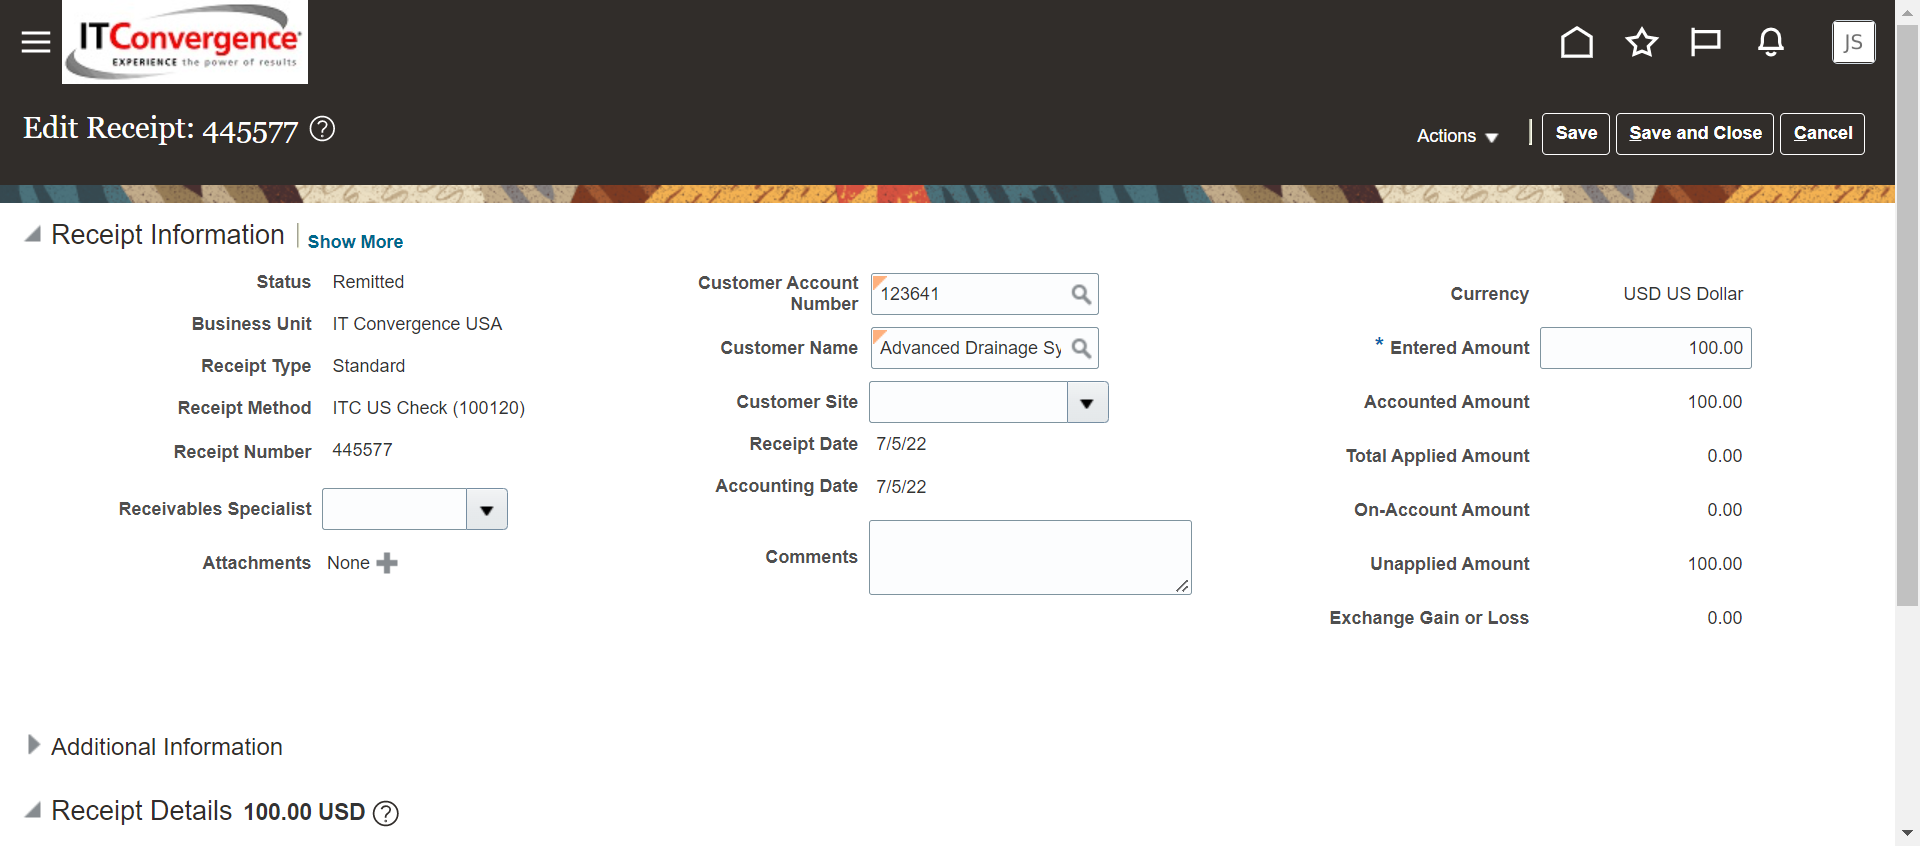 ITConvergence
EXPERIENCE the power of results
JS
Edit Receipt: 445577 ?
Actions
Save
Save and Close
Cancel
Receipt Information
Show More
Status Remitted
Business Unit IT Convergence USA
Receipt Type Standard
Receipt Method ITC US Check (100120)
Receipt Number 445577
Receivables Specialist
Attachments None
Customer Account
Number
123641
Customer Name Advanced Drainage Sy
Customer Site
Receipt Date 7/5/22
Accounting Date 7/5/22
Comments
Currency USD US Dollar
* Entered Amount 100.00
Accounted Amount 100.00
Total Applied Amount 0.00
On-Account Amount 0.00
Unapplied Amount 100.00
Exchange Gain or Loss 0.00
Additional Information
Receipt Details 100.00 USD ?